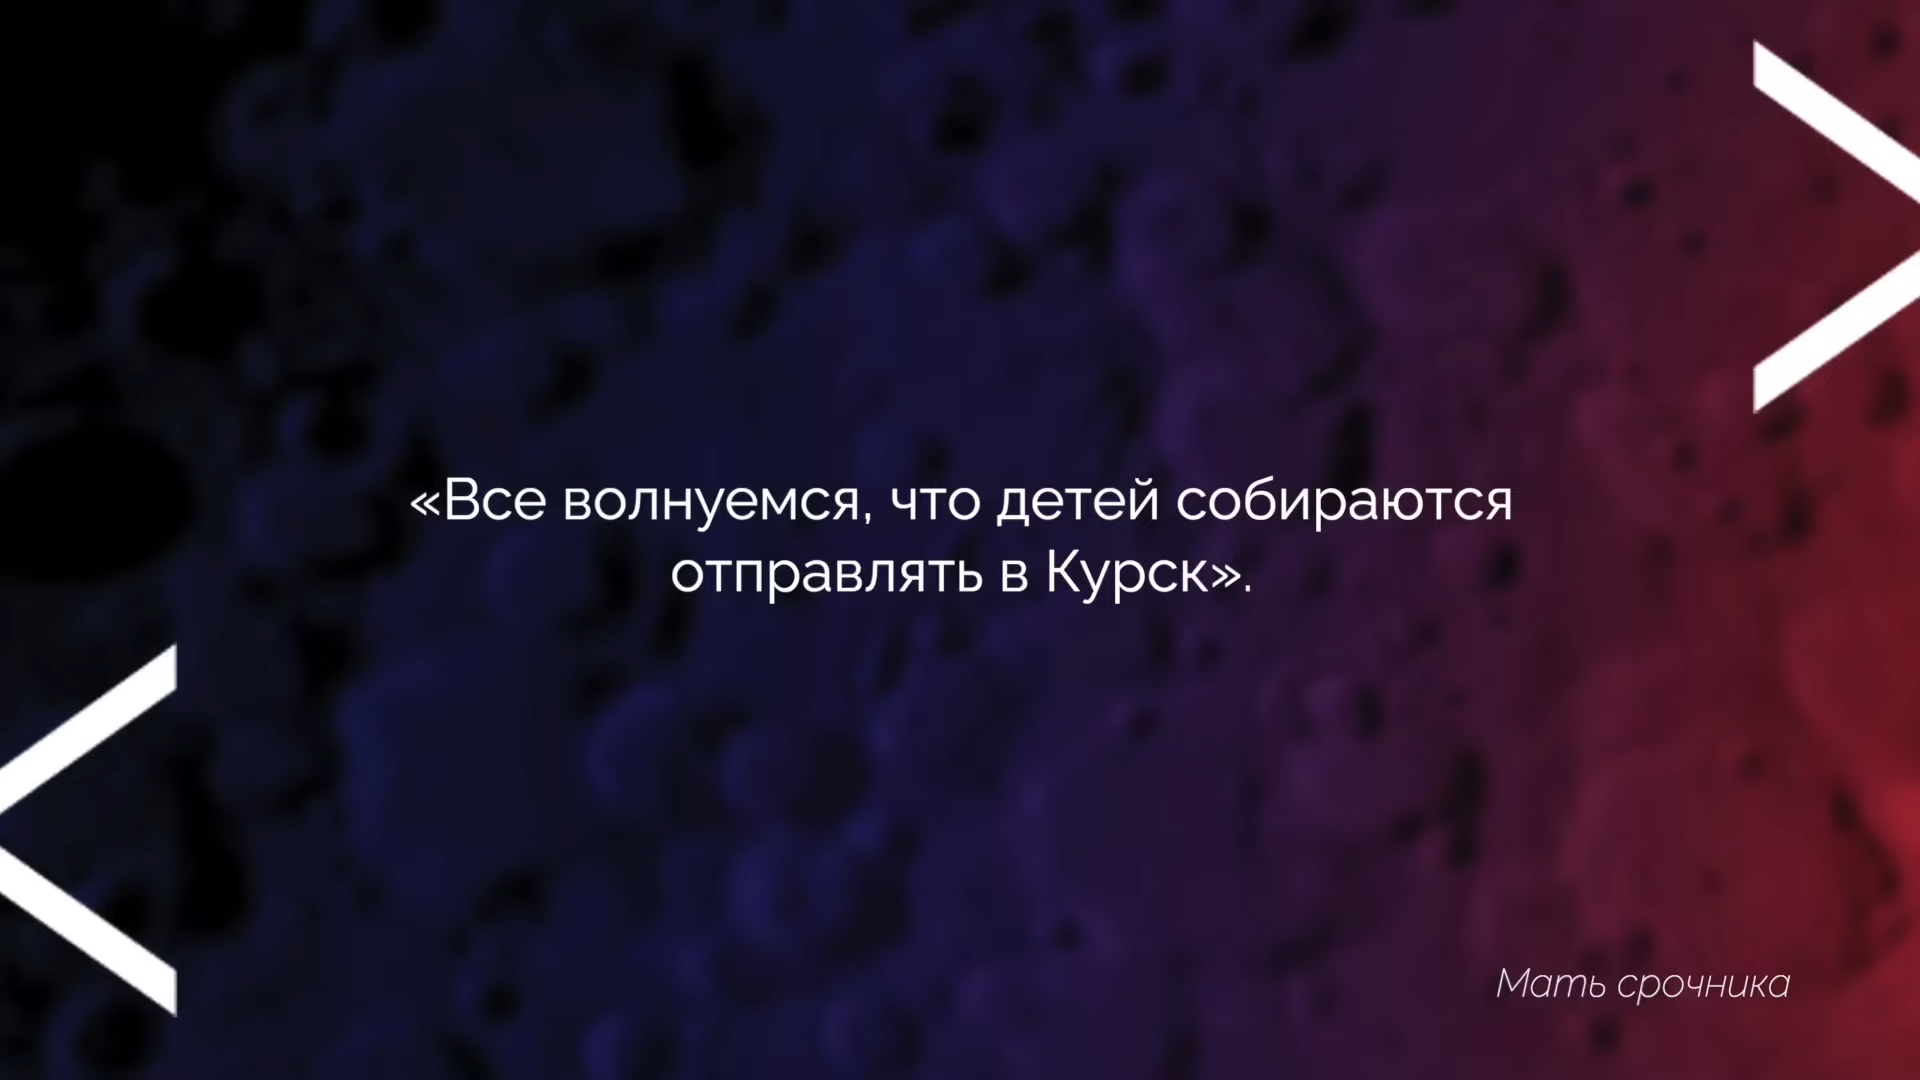 «Все волнуемся, что детей собираются
отправлять в Курск».
Мать срочника